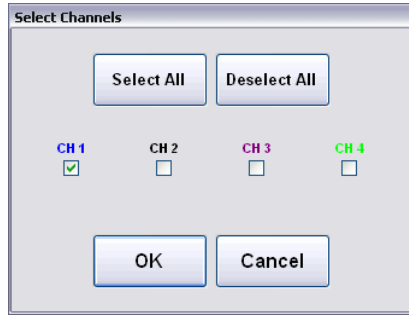 Select Channels
Select All Deselect All
CH 1 CH 2 CH 3 CH 4
OK Cancel